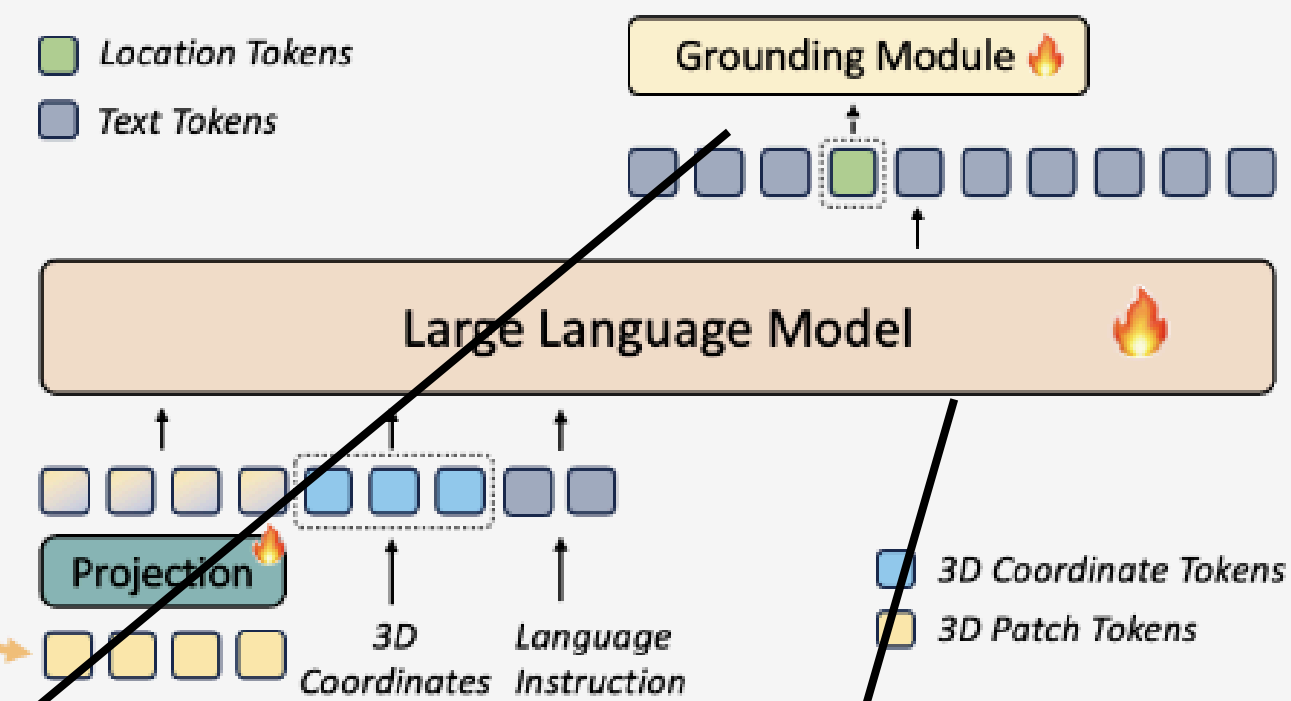 Location Tokens
Text Tokens
Grounding Module
Large Language Model
Projection
3D
Coordinates
Language
Instruction
3D Coordinate Tokens
3D Patch Tokens